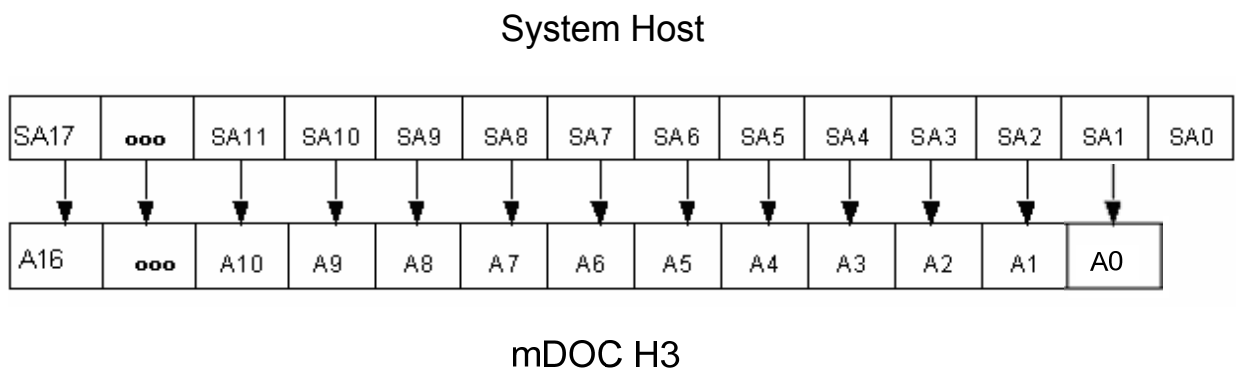 System Host
SA17 ooo SA11 SA10 SA9 SA8 SA7 SA6 SA5 SA4 SA3 SA2 SA1 SA0
A16 ooo A10 A9 A8 A7 A6 A5 A4 A3 A2 A1 A0
mDOC H3